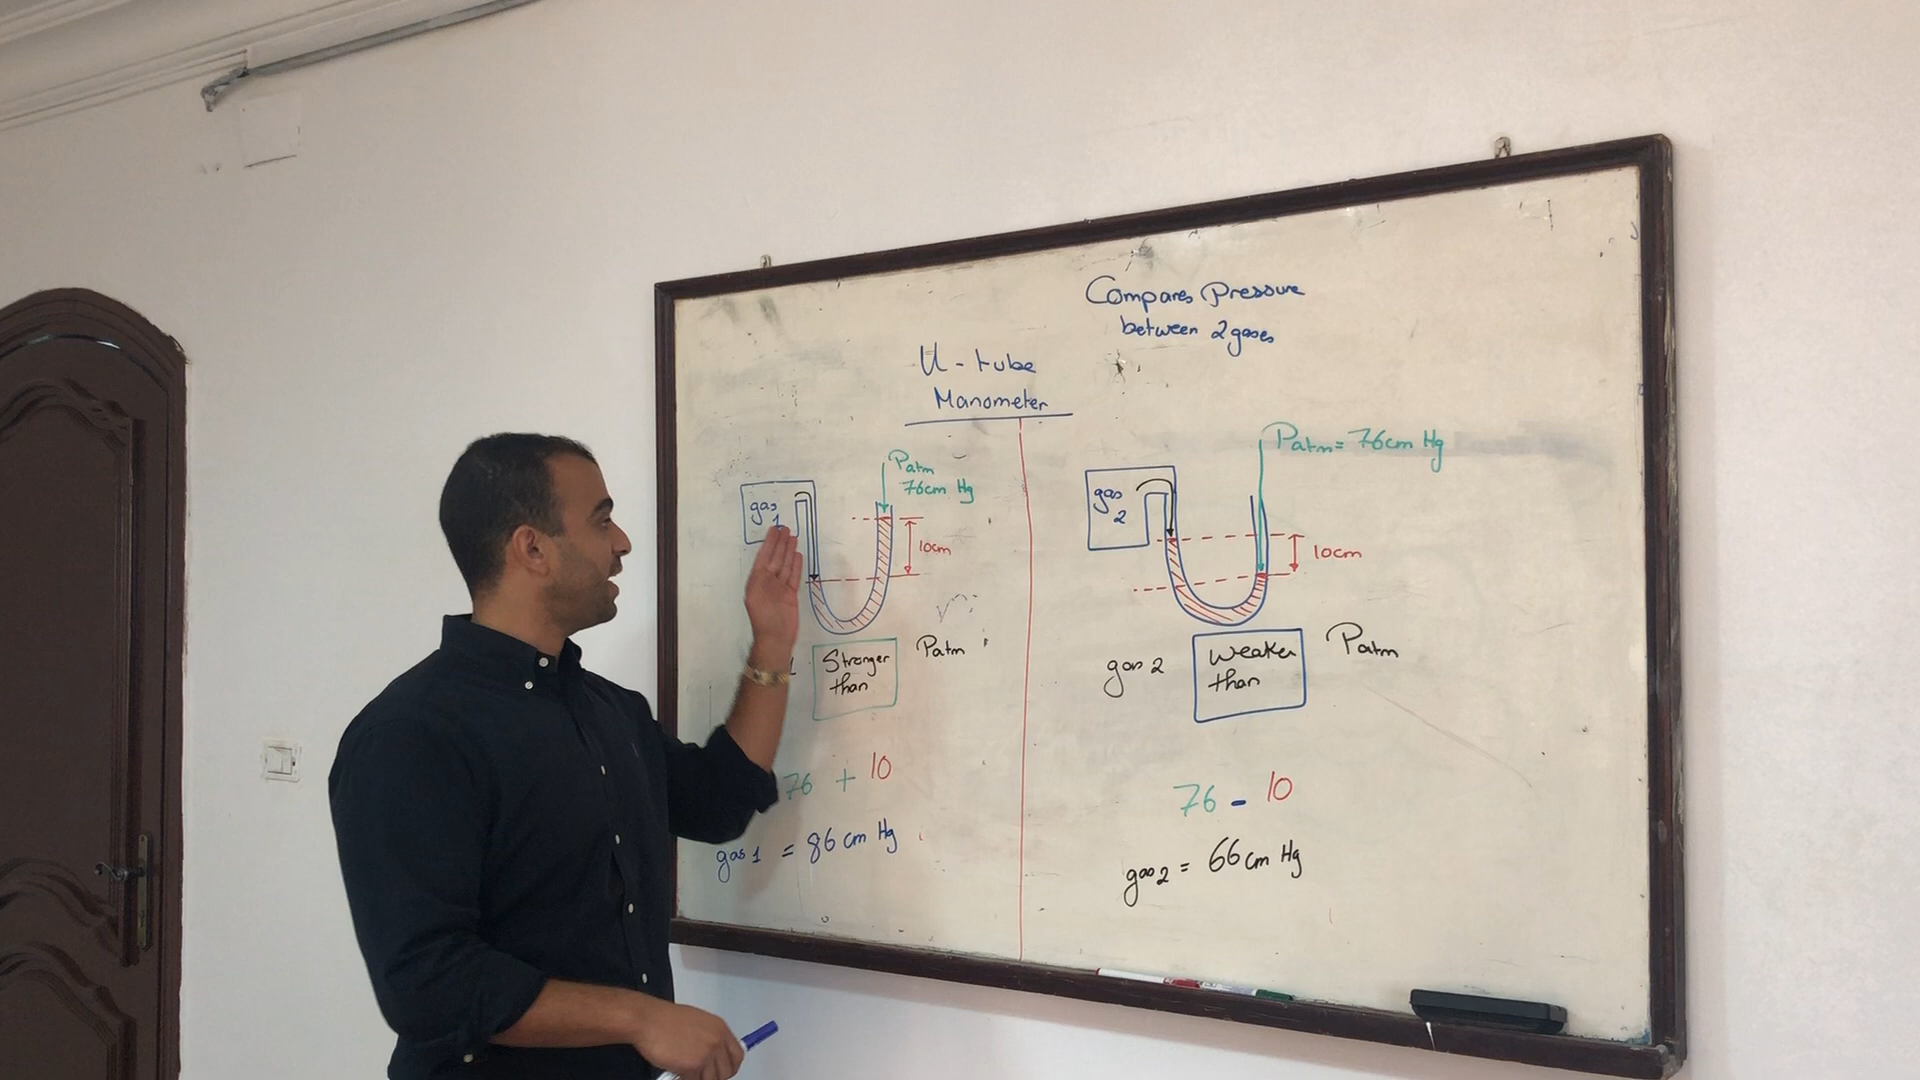 Compares Pressure
between 2 gases
U-tube
Manometer
Patm
76cm Hg
gas
1
10cm
1
Stronger
than
Patm
76 + 10
gas 1 = 86 cm Hg
Patm = 76cm Hg
gas
2
10cm
gas 2
Weaker
than
Patm
76 - 10
gas 2 = 66 cm Hg